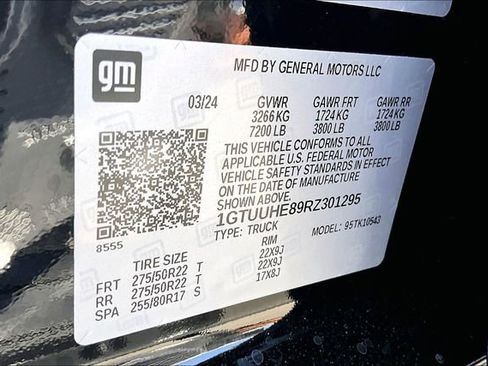 gm
MFD BY GENERAL MOTORS LLC
03/24 GVWR GAWR FRT GAWR RR
3266 KG 1724 KG 1724 KG
7200 LB 3800 LB 3800 LB
THIS VEHICLE CONFORMS TO ALL
APPLICABLE U.S. FEDERAL MOTOR
VEHICLE SAFETY STANDARDS IN EFFECT
ON THE DATE OF MANUFACTURE
SHOWN ABOVE.
1GTUUHE89RZ301295
8555
TYPE: TRUCK MODEL: 95TK10543
TIRE SIZE RIM
FRT 275/50R22 T 22X9J
RR 275/50R22 T 22X9J
SPA 255/80R17 S 17X8J